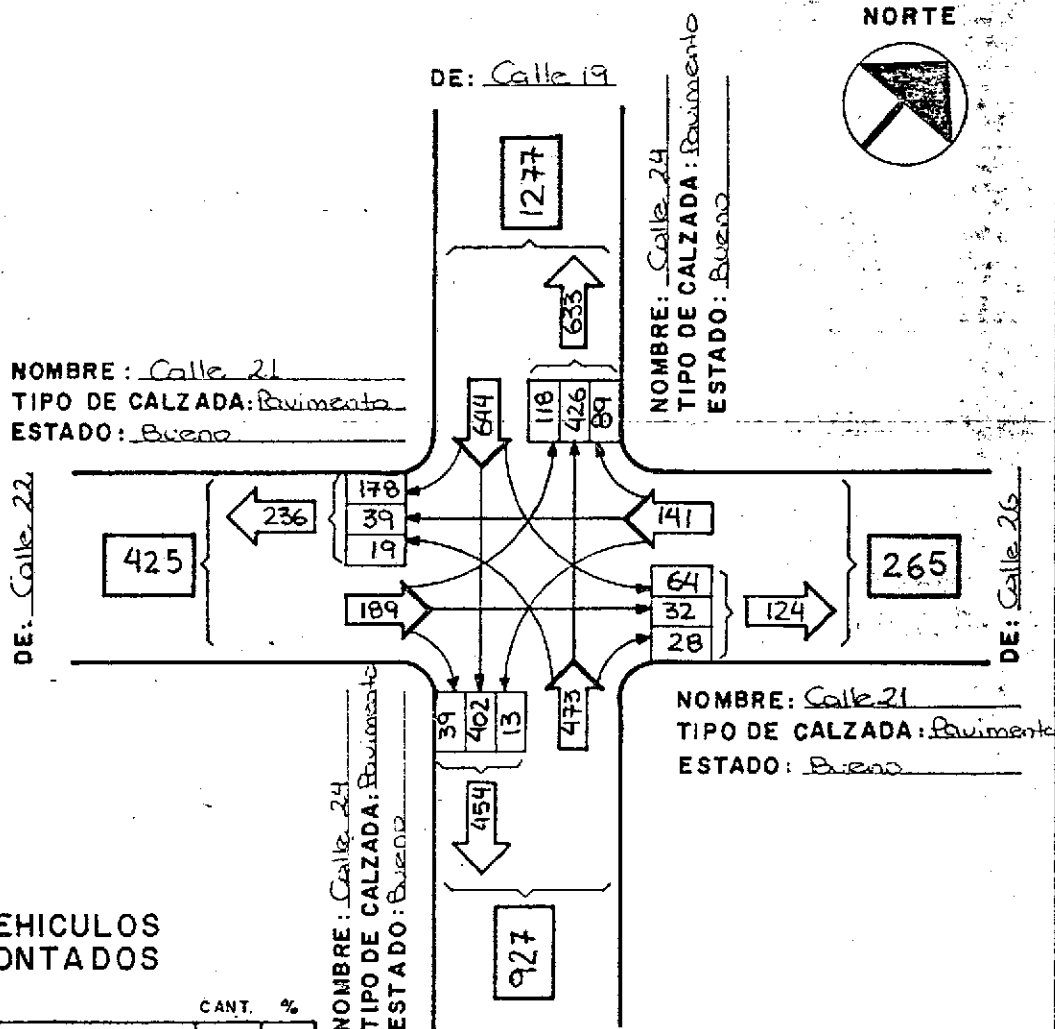 NORTE
DE: Calle 19
1277
NOMBRE: Calle 24
TIPO DE CALZADA: Pavimento
ESTADO: Bueno
633
118 426 89
644
NOMBRE: Calle 21
TIPO DE CALZADA: Pavimento
ESTADO: Bueno
DE: Calle 22
425
236
178
39
19
141
189
64
32
28
124
265
DE: Calle 26
39 402 13
473
454
NOMBRE: Calle 21
TIPO DE CALZADA: Pavimento
ESTADO: Bueno
NOMBRE: Calle 24
TIPO DE CALZADA: Pavimento
ESTADO: Bueno
927
EHICULOS
ONTADOS
CANT. %